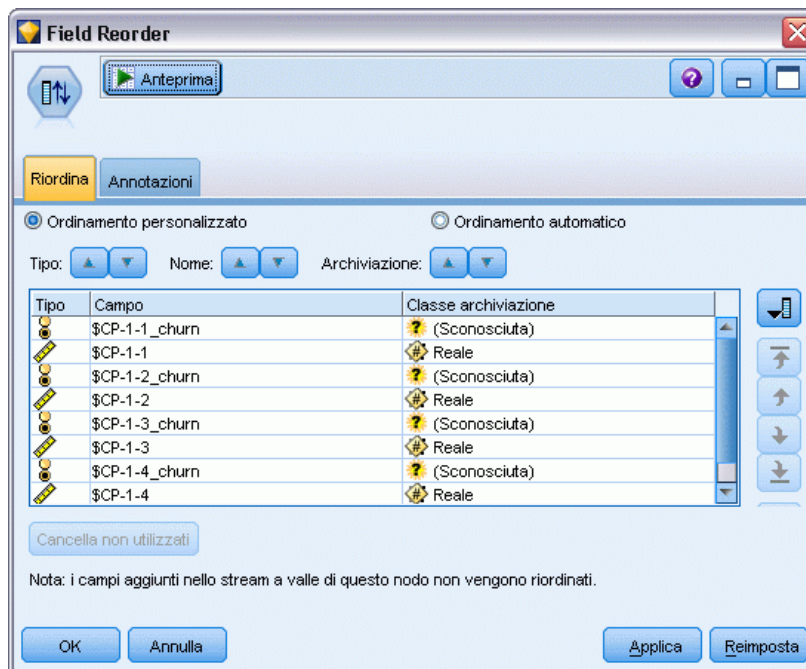 Field Reorder
Anteprima
Riordina Annotazioni
Ordinamento personalizzato Ordinamento automatico
Tipo: Nome: Archiviazione:
Tipo Campo Classe archiviazione
$CP-1-1_churn (Sconosciuta)
$CP-1-1 Reale
$CP-1-2_churn (Sconosciuta)
$CP-1-2 Reale
$CP-1-3_churn (Sconosciuta)
$CP-1-3 Reale
$CP-1-4_churn (Sconosciuta)
$CP-1-4 Reale
Cancella non utilizzati
Nota: i campi aggiunti nello stream a valle di questo nodo non vengono riordinati.
OK Annulla Applica Reimposta